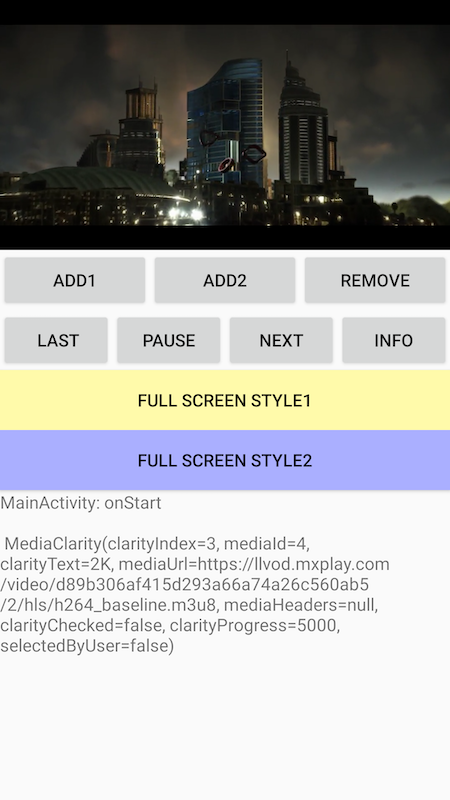 ADD1 ADD2 REMOVE
LAST PAUSE NEXT INFO
FULL SCREEN STYLE1
FULL SCREEN STYLE2
MainActivity: onStart
MediaClarity(clarityIndex=3, mediaId=4,
clarityText=2K, mediaUrl=https://llvod.mxplay.com
/video/d89b306af415d293a66a74a26c560ab5
/2/hls/h264_baseline.m3u8, mediaHeaders=null,
clarityChecked=false, clarityProgress=5000,
selectedByUser=false)